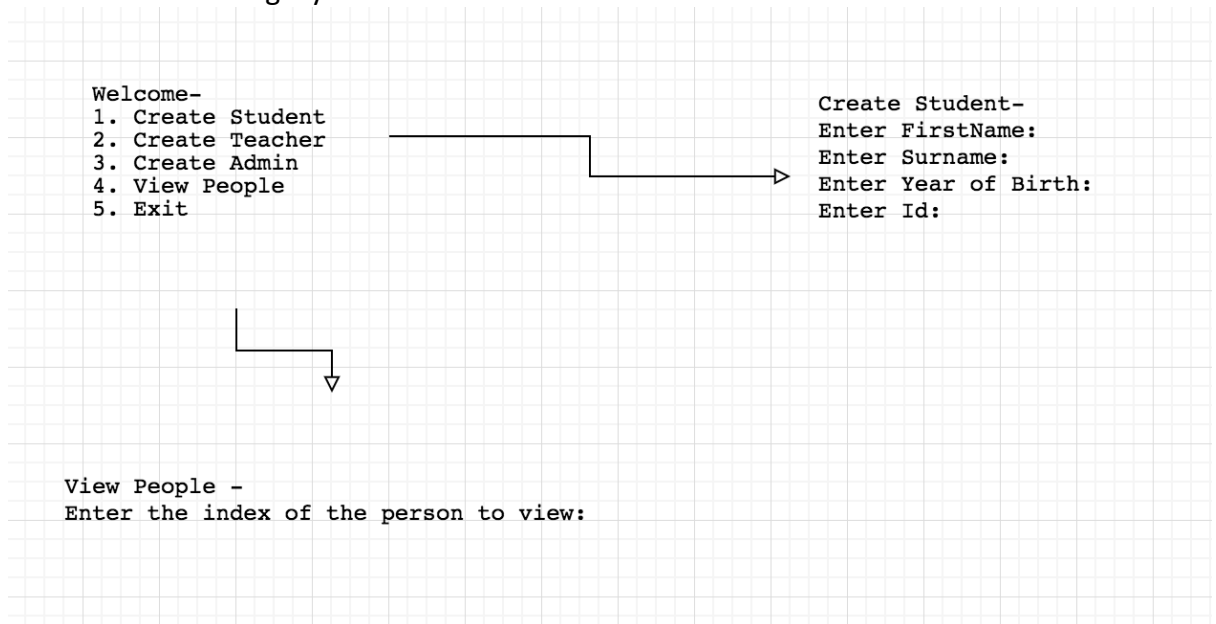 Welcome-
1. Create Student
2. Create Teacher
3. Create Admin
4. View People
5. Exit
Create Student-
Enter FirstName:
Enter Surname:
Enter Year of Birth:
Enter Id:
View People -
Enter the index of the person to view: